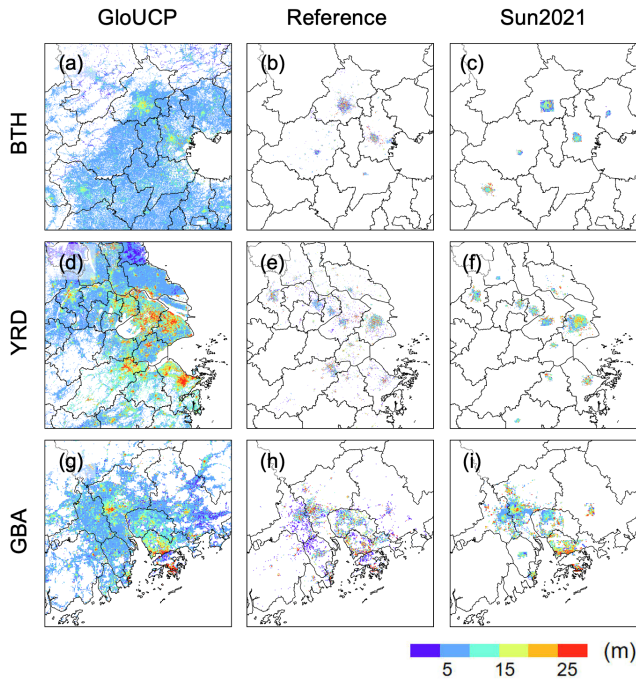 GloUCP Reference Sun2021
BTH (a) (b) (c)
YRD (d) (e) (f)
GBA (g) (h) (i)
5 15 25 (m)